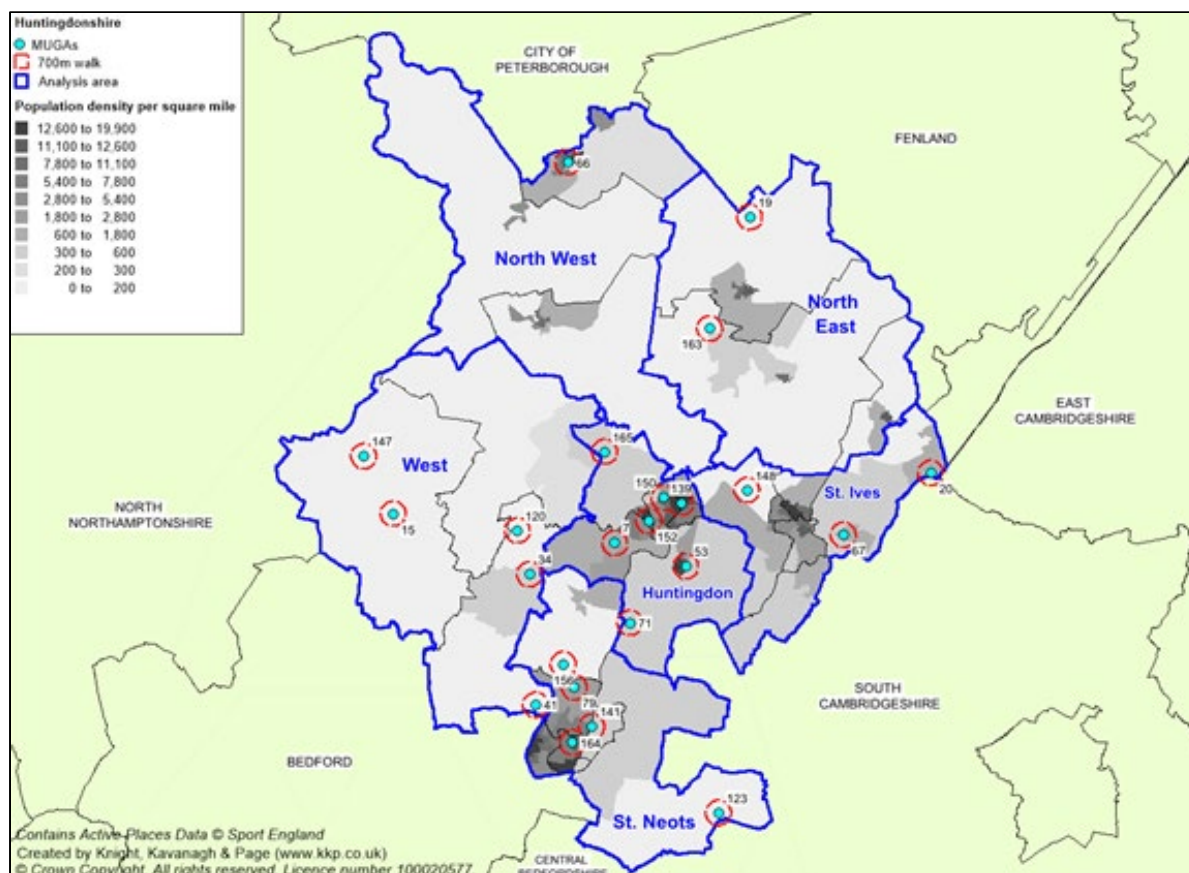 Huntingdonshire
MUGAs
700m walk
Analysis area
Population density per square mile
12,600 to 19,900
11,100 to 12,600
7,800 to 11,100
5,400 to 7,800
2,800 to 5,400
1,800 to 2,800
600 to 1,800
300 to 600
200 to 300
0 to 200
CITY OF
PETERBOROUGH
FENLAND
66
19
North West
North
East
163
EAST
CAMBRIDGESHIRE
147
West
165
NORTH
NORTHAMPTONSHIRE
150
139
148
St. Ives
20
15
120
7
152
67
34
53
Huntingdon
71
156
SOUTH
CAMBRIDGESHIRE
41
79
141
164
BEDFORD
123
St. Neots
Contains Active Places Data © Sport England
Created by Knight, Kavanagh & Page (www.kkp.co.uk)
© Crown Copyright. All rights reserved. Licence number 100020577
CENTRAL
BEDFORDSHIRE